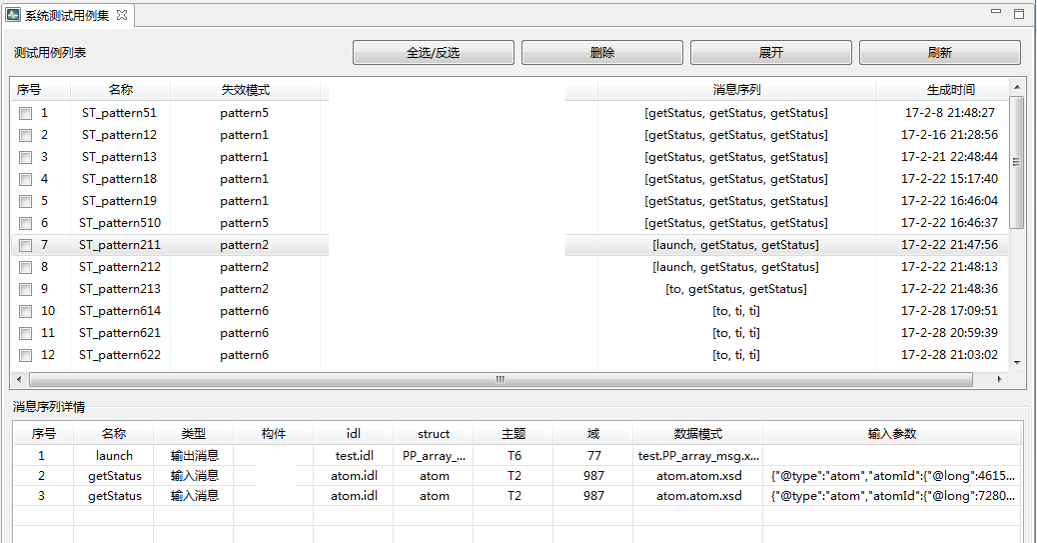 系统测试用例集
测试用例列表 全选/反选 删除 展开 刷新
序号 名称 失效模式 消息序列 生成时间
1 ST_pattern51 pattern5 [getStatus, getStatus, getStatus] 17-2-8 21:48:27
2 ST_pattern12 pattern1 [getStatus, getStatus, getStatus] 17-2-16 21:28:56
3 ST_pattern13 pattern1 [getStatus, getStatus, getStatus] 17-2-21 22:48:44
4 ST_pattern18 pattern1 [getStatus, getStatus, getStatus] 17-2-22 15:17:40
5 ST_pattern19 pattern1 [getStatus, getStatus, getStatus] 17-2-22 16:46:04
6 ST_pattern510 pattern5 [getStatus, getStatus, getStatus] 17-2-22 16:46:37
7 ST_pattern211 pattern2 [launch, getStatus, getStatus] 17-2-22 21:47:56
8 ST_pattern212 pattern2 [launch, getStatus, getStatus] 17-2-22 21:48:13
9 ST_pattern213 pattern2 [to, getStatus, getStatus] 17-2-22 21:48:36
10 ST_pattern614 pattern6 [to, ti, ti] 17-2-28 17:09:51
11 ST_pattern621 pattern6 [to, ti, ti] 17-2-28 20:59:39
12 ST_pattern622 pattern6 [to, ti, ti] 17-2-28 21:03:02
消息序列详情
序号 名称 类型 构件 idl struct 主题 域 数据模式 输入参数
1 launch 输出消息 test.idl PP_array_... T6 77 test.PP_array_msg.x...
2 getStatus 输入消息 atom.idl atom T2 987 atom.atom.xsd {"@type":"atom","atomId":{"@long":4615...
3 getStatus 输入消息 atom.idl atom T2 987 atom.atom.xsd {"@type":"atom","atomId":{"@long":7280...